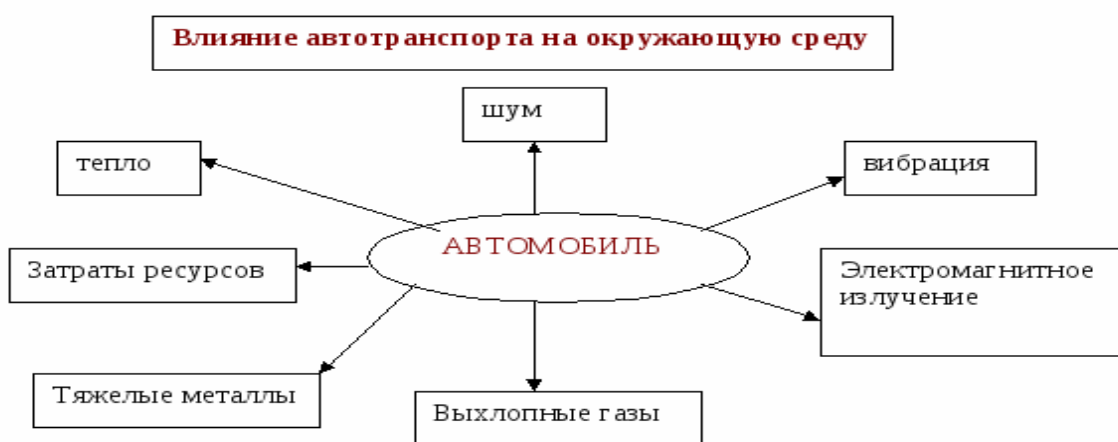 Влияние автотранспорта на окружающую среду
шум
тепло
вибрация
АВТОМОБИЛЬ
Затраты ресурсов
Электромагнитное
излучение
Тяжелые металлы
Выхлопные газы